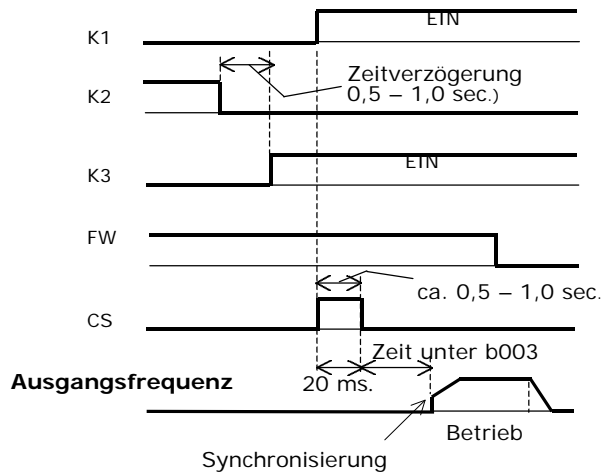 K1
EIN
K2
Zeitverzögerung
0,5 – 1,0 sec.)
K3
EIN
FW
ca. 0,5 – 1,0 sec.
CS
Zeit unter b003
Ausgangsfrequenz
20 ms.
Betrieb
Synchronisierung